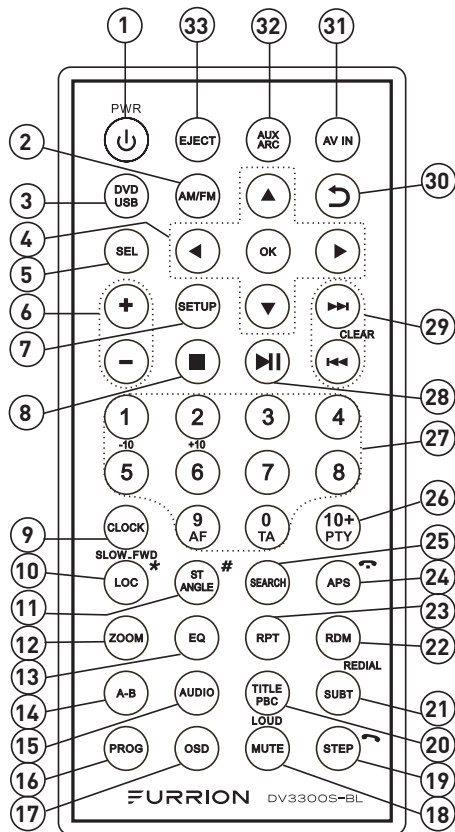 1 33 32 31
PWR
EJECT AUX ARC AV IN
2
DVD USB AM/FM
3 30
4
SEL OK
5
6 + SETUP 29
7 CLEAR
−
8 28
1 2 3 4
-10 +10 27
5 6 7 8
9 AF 0 TA 10+ PTY 26
CLOCK
9 25
SLOW_FWD
10 LOC * ST ANGLE # SEARCH APS 24
11 23
12 ZOOM EQ RPT RDM 22
13 REDIAL
14 A-B AUDIO TITLE PBC SUBT 21
15 LOUD 20
16 PROG OSD MUTE STEP 19
17 FURRION DV3300S-BL 18